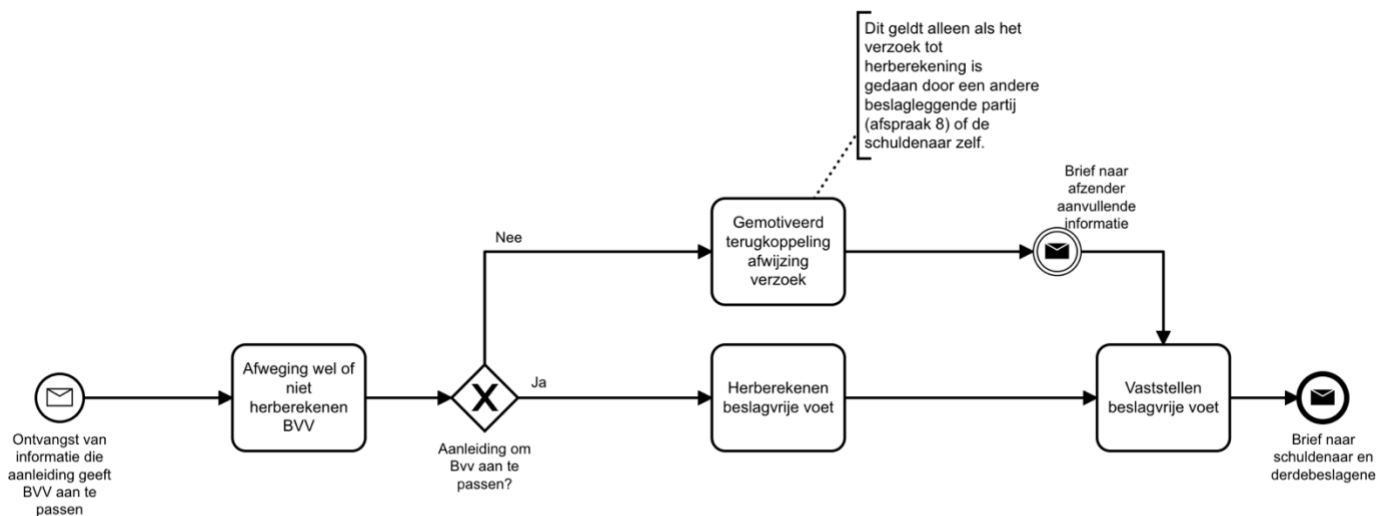 Dit geldt alleen als het
verzoek tot
herberekening is
gedaan door een andere
beslagleggende partij
(afspraak 8) of de
schuldenaar zelf.
Brief naar
afzender
aanvullende
informatie
Nee
Gemotiveerd
terugkoppeling
afwijzing
verzoek
Afweging wel of
niet
herberekenen
BVV
X
Ja
Herberekenen
beslagvrije voet
Vaststellen
beslagvrije voet
Ontvangst van
informatie die
aanleiding geeft
BVV aan te
passen
Aanleiding om
Bvv aan te
passen?
Brief naar
schuldenaar en
derdebeslagene